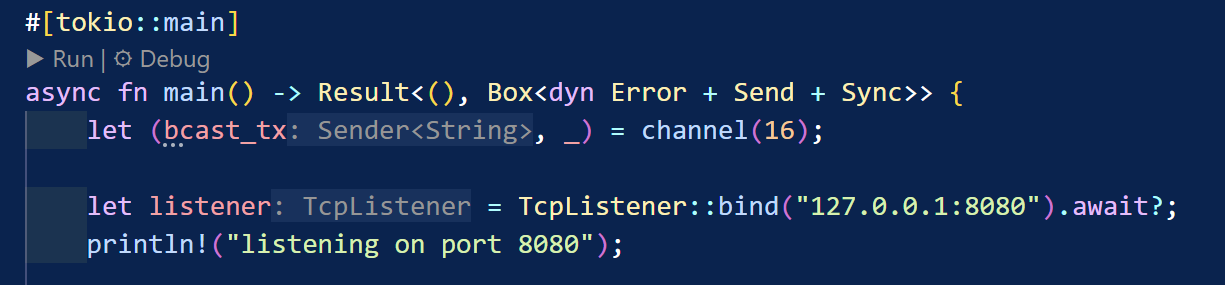 #[tokio::main]
▶ Run | ⚙ Debug
async fn main() -> Result<(), Box<dyn Error + Send + Sync>> {
let (bcast_tx: Sender<String>, _) = channel(16);
let listener: TcpListener = TcpListener::bind("127.0.0.1:8080").await?;
println!("listening on port 8080");